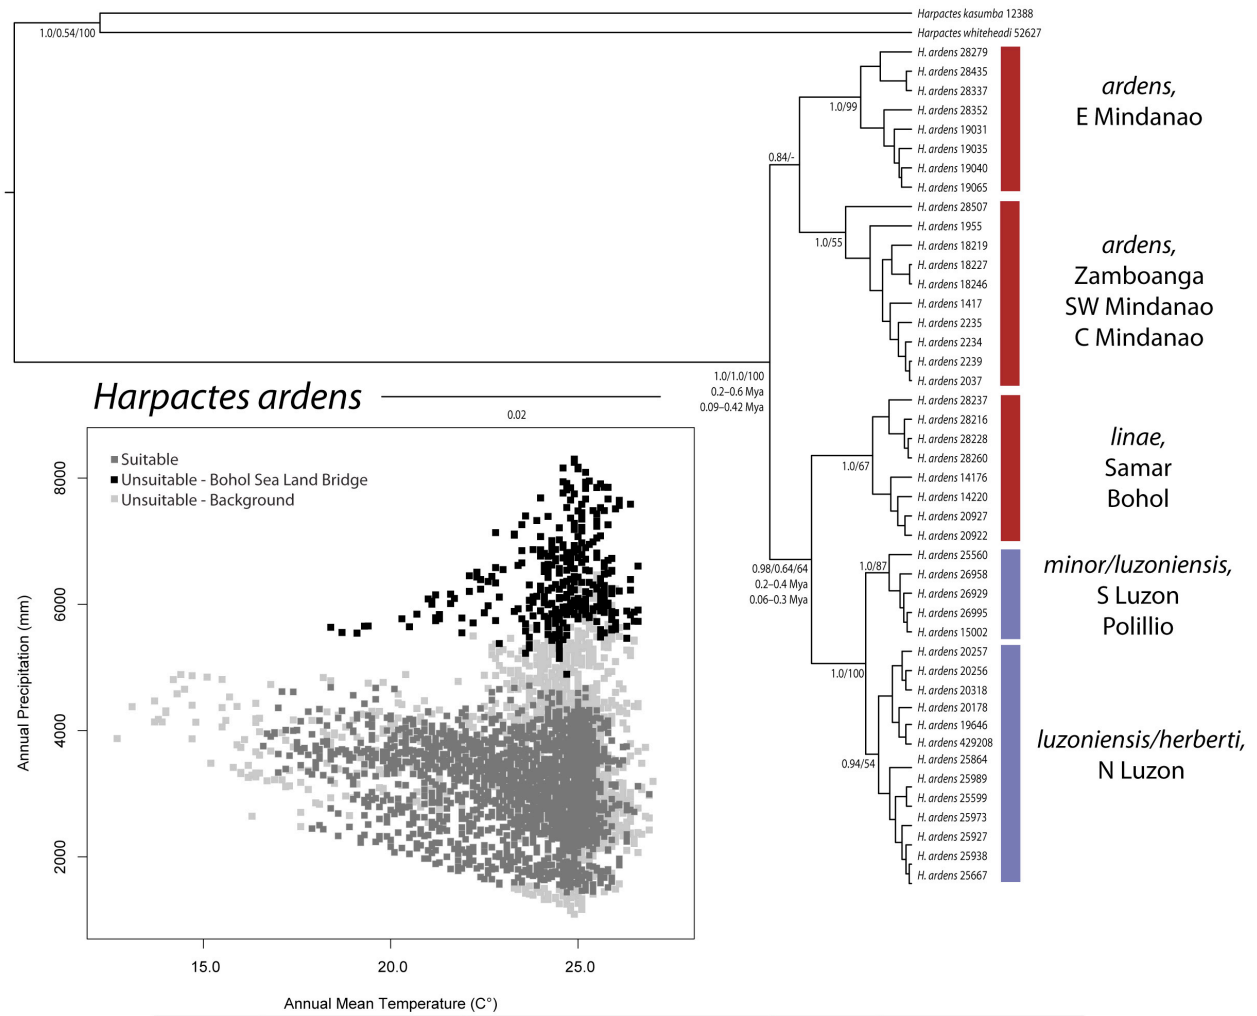 Harpactes kasumba 12388
1.0/0.54/100
Harpactes whiteheadi 52627
H. ardens 28279
H. ardens 28435
H. ardens 28337
1.0/99
H. ardens 28352
H. ardens 19031
H. ardens 19035
H. ardens 19040
H. ardens 19065
ardens,
E Mindanao
0.84/-
H. ardens 28507
H. ardens 1955
1.0/55
H. ardens 18219
H. ardens 18227
H. ardens 18246
H. ardens 1417
H. ardens 2235
H. ardens 2234
H. ardens 2239
H. ardens 2037
ardens,
Zamboanga
SW Mindanao
C Mindanao
1.0/1.0/100
0.2–0.6 Mya
0.09–0.42 Mya
H. ardens 28237
H. ardens 28216
H. ardens 28228
H. ardens 28260
1.0/67
H. ardens 14176
H. ardens 14220
H. ardens 20927
H. ardens 20922
linae,
Samar
Bohol
0.98/0.64/64
0.2–0.4 Mya
0.06–0.3 Mya
H. ardens 25560
1.0/87
H. ardens 26958
H. ardens 26929
H. ardens 26995
H. ardens 15002
minor/luzoniensis,
S Luzon
Polillio
1.0/100
H. ardens 20257
H. ardens 20256
H. ardens 20318
H. ardens 20178
H. ardens 19646
H. ardens 429208
0.94/54
H. ardens 25864
H. ardens 25989
H. ardens 25599
H. ardens 25973
H. ardens 25927
H. ardens 25938
H. ardens 25667
luzoniensis/herberti,
N Luzon
Harpactes ardens
0.02
Suitable
Unsuitable - Bohol Sea Land Bridge
Unsuitable - Background
Annual Precipitation (mm)
8000
6000
4000
2000
15.0
20.0
25.0
Annual Mean Temperature (C°)